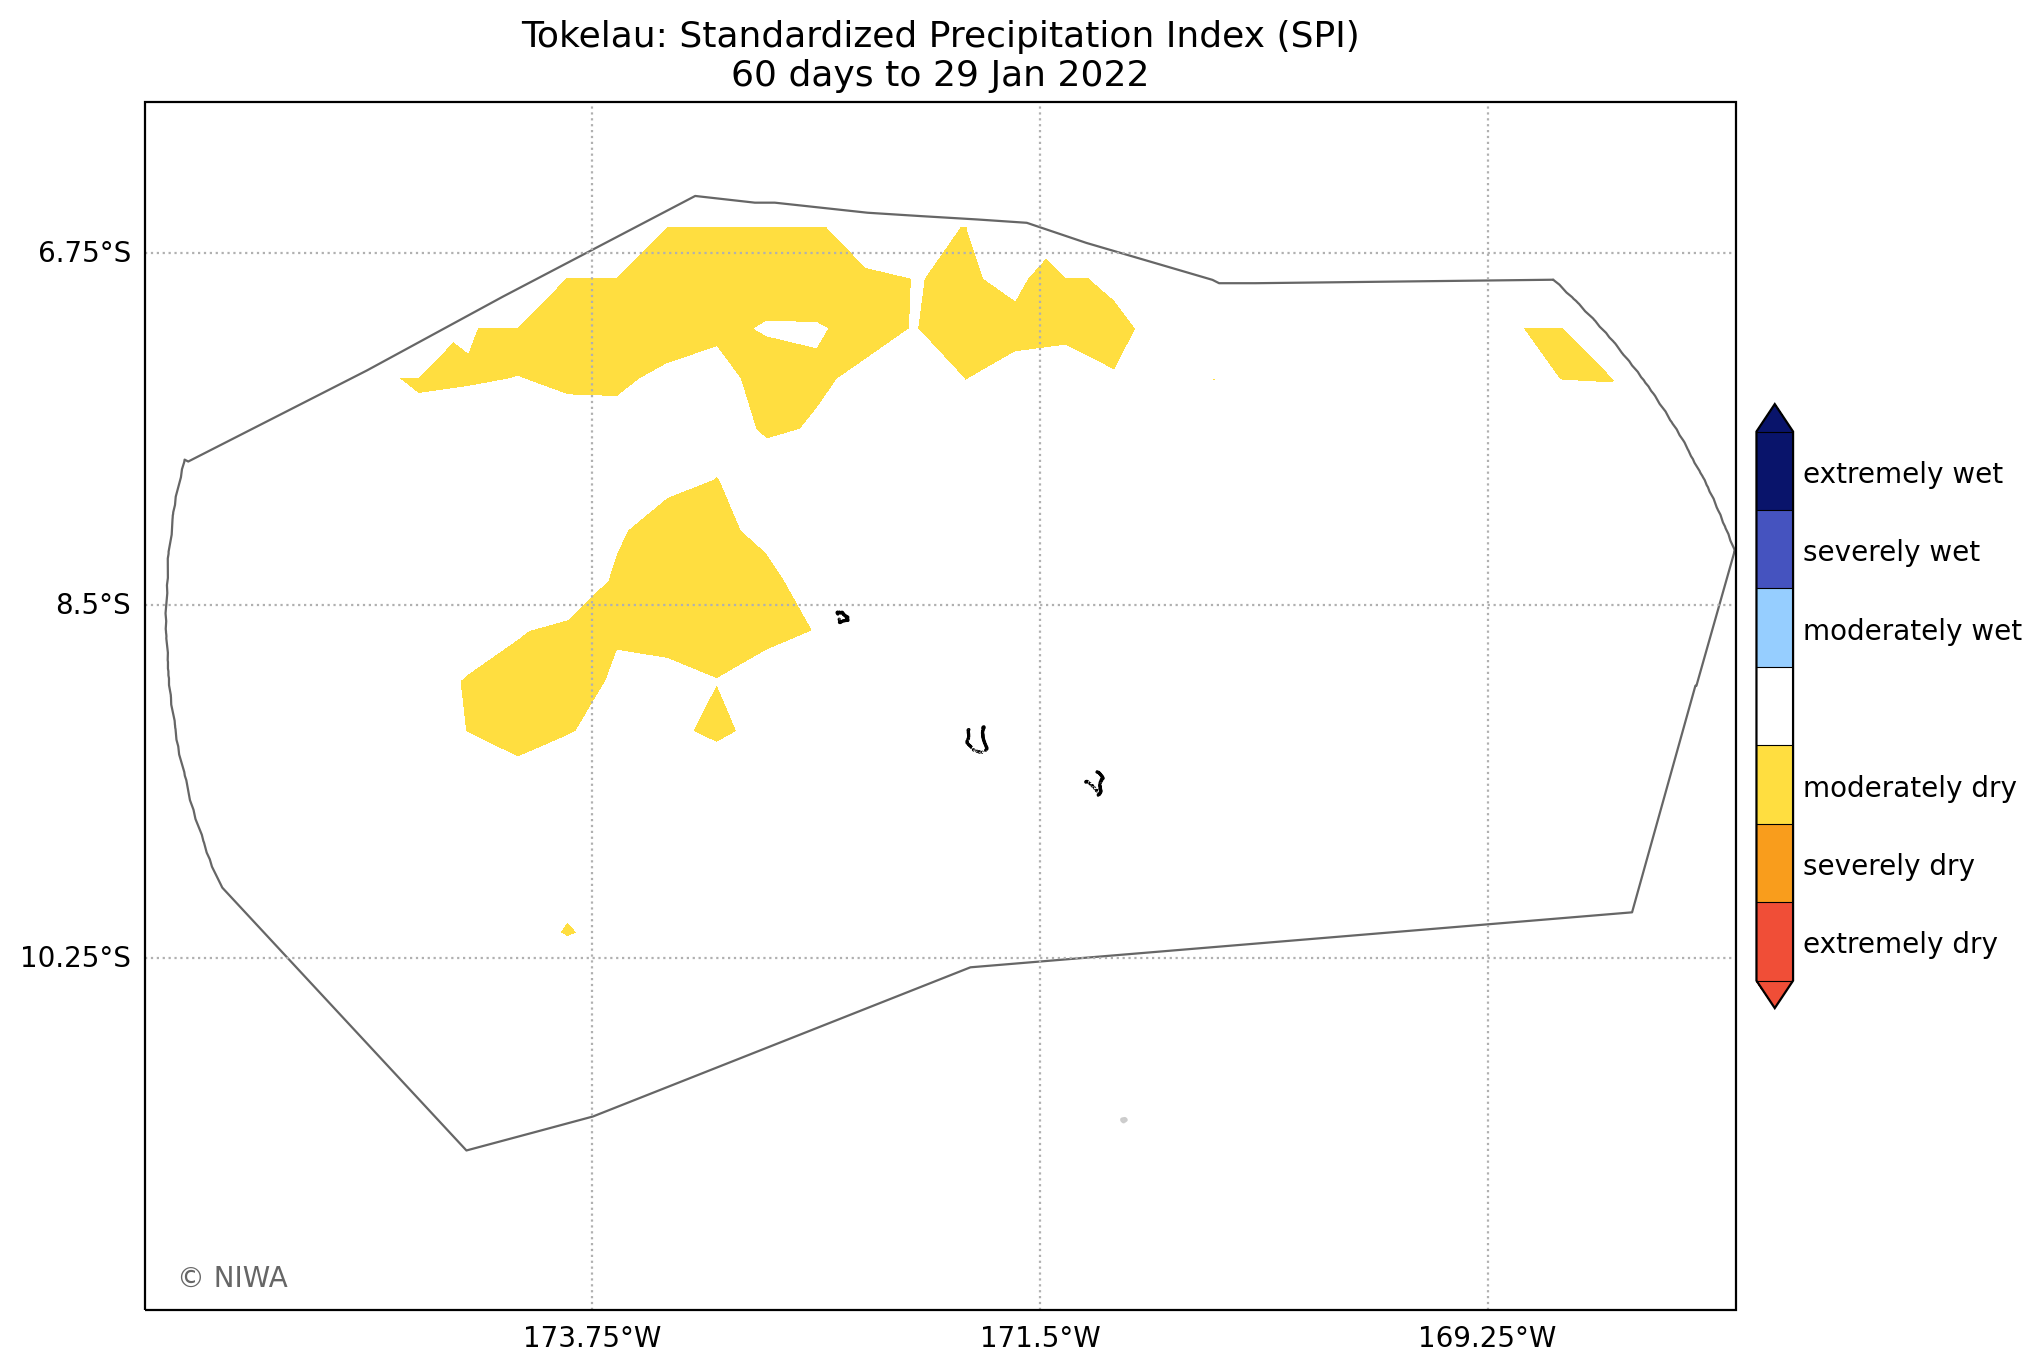 Tokelau: Standardized Precipitation Index (SPI)
60 days to 29 Jan 2022
6.75°S
8.5°S
10.25°S
173.75°W
171.5°W
169.25°W
extremely wet
severely wet
moderately wet
moderately dry
severely dry
extremely dry
© NIWA